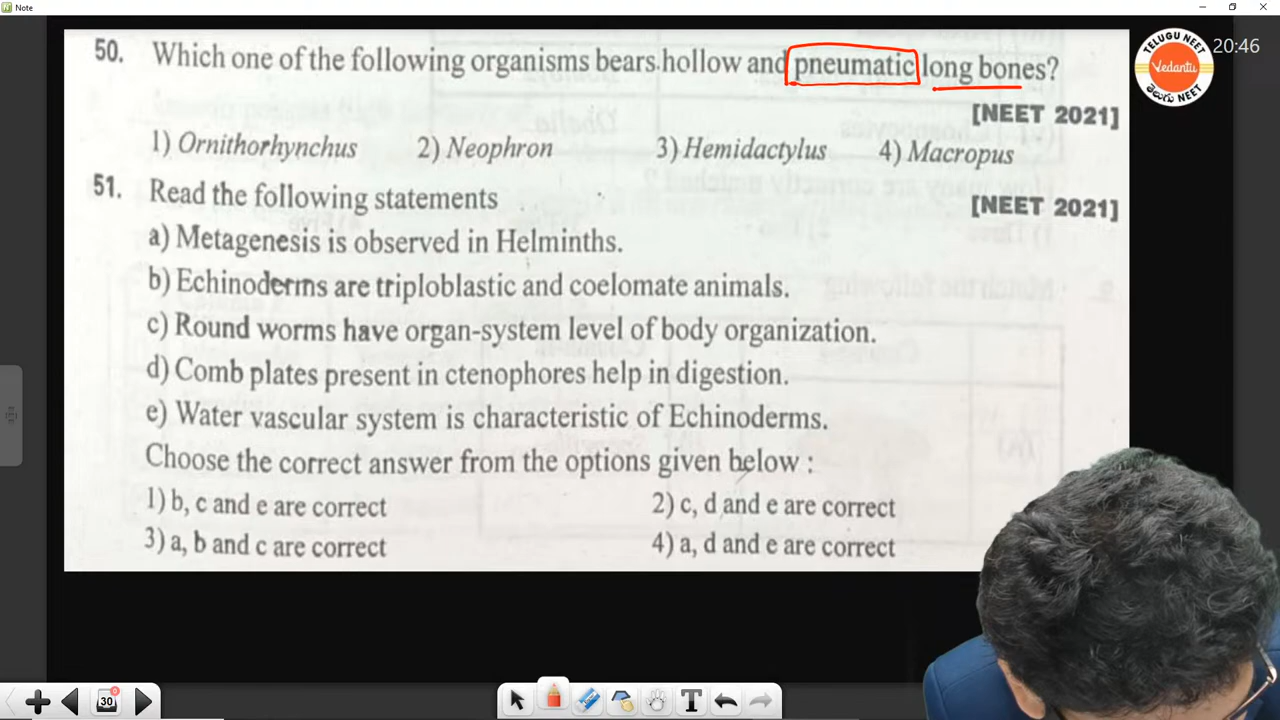 Note
20:46
TELUGU NEET
Vedantu
తెలుగు NEET
50. Which one of the following organisms bears hollow and pneumatic long bones?
[NEET 2021]
1) Ornithorhynchus 2) Neophron 3) Hemidactylus 4) Macropus
51. Read the following statements [NEET 2021]
a) Metagenesis is observed in Helminths.
b) Echinoderms are triploblastic and coelomate animals.
c) Round worms have organ-system level of body organization.
d) Comb plates present in ctenophores help in digestion.
e) Water vascular system is characteristic of Echinoderms.
Choose the correct answer from the options given below :
1) b, c and e are correct 2) c, d and e are correct
3) a, b and c are correct 4) a, d and e are correct
30
0
T